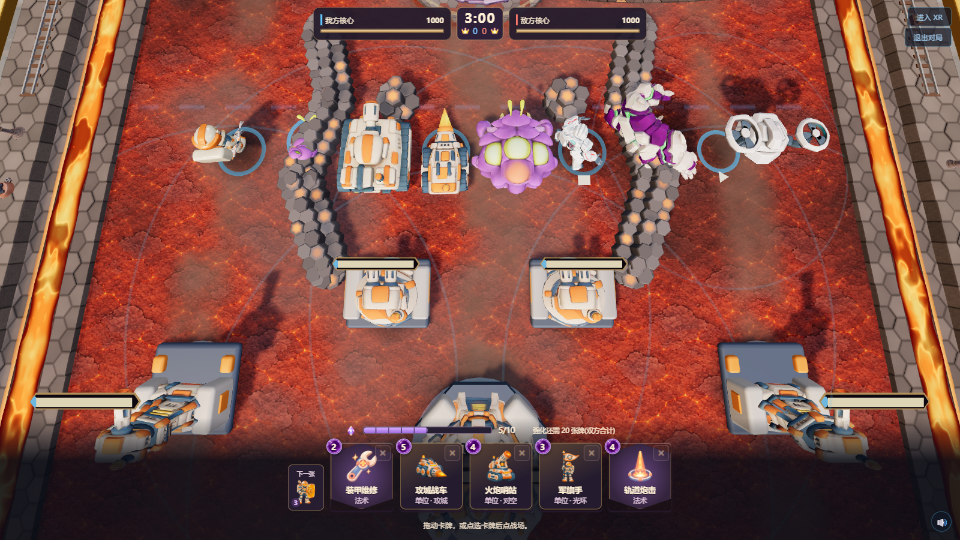 我方核心 1000
3:00
0 0
敌方核心 1000
进入 XR
退出对局
5/10
强化还需 20 张牌(双方合计)
下一张
3
2
装甲维修
法术
5
攻城战车
单位·攻城
4
火炮哨站
单位·对空
3
军旗手
单位·光环
4
轨道炮击
法术
拖动卡牌，或点选卡牌后点战场。